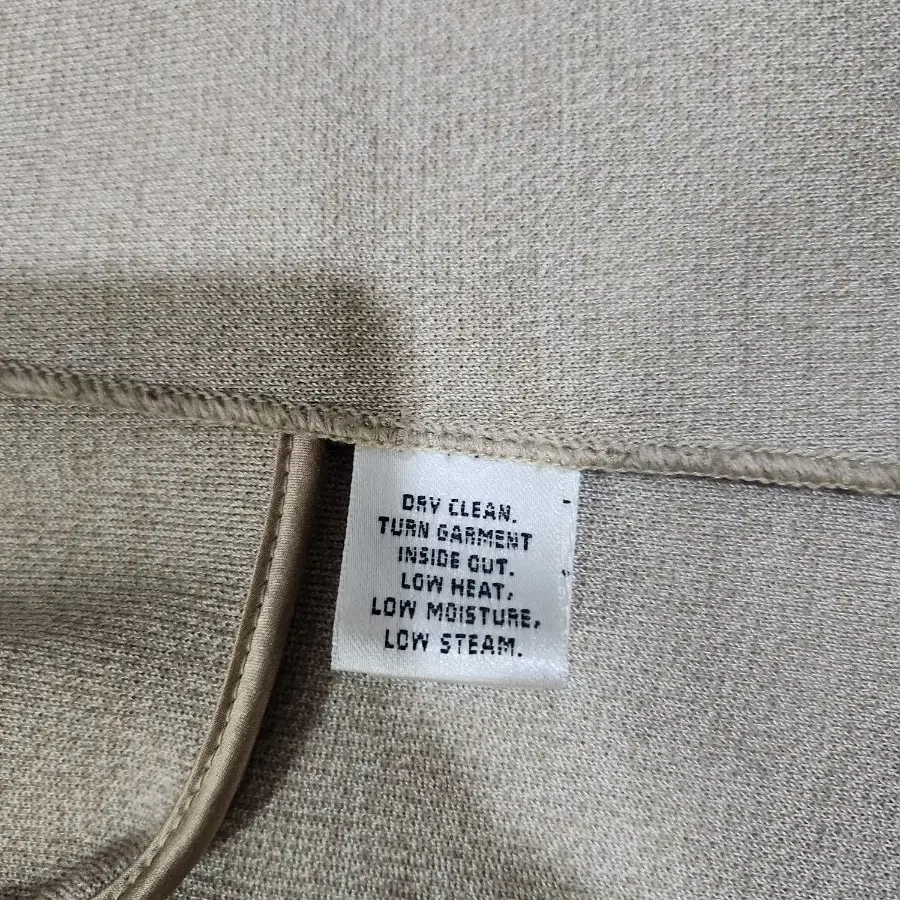 DRY CLEAN.
TURN GARMENT
INSIDE OUT.
LOW HEAT,
LOW MOISTURE,
LOW STEAM.